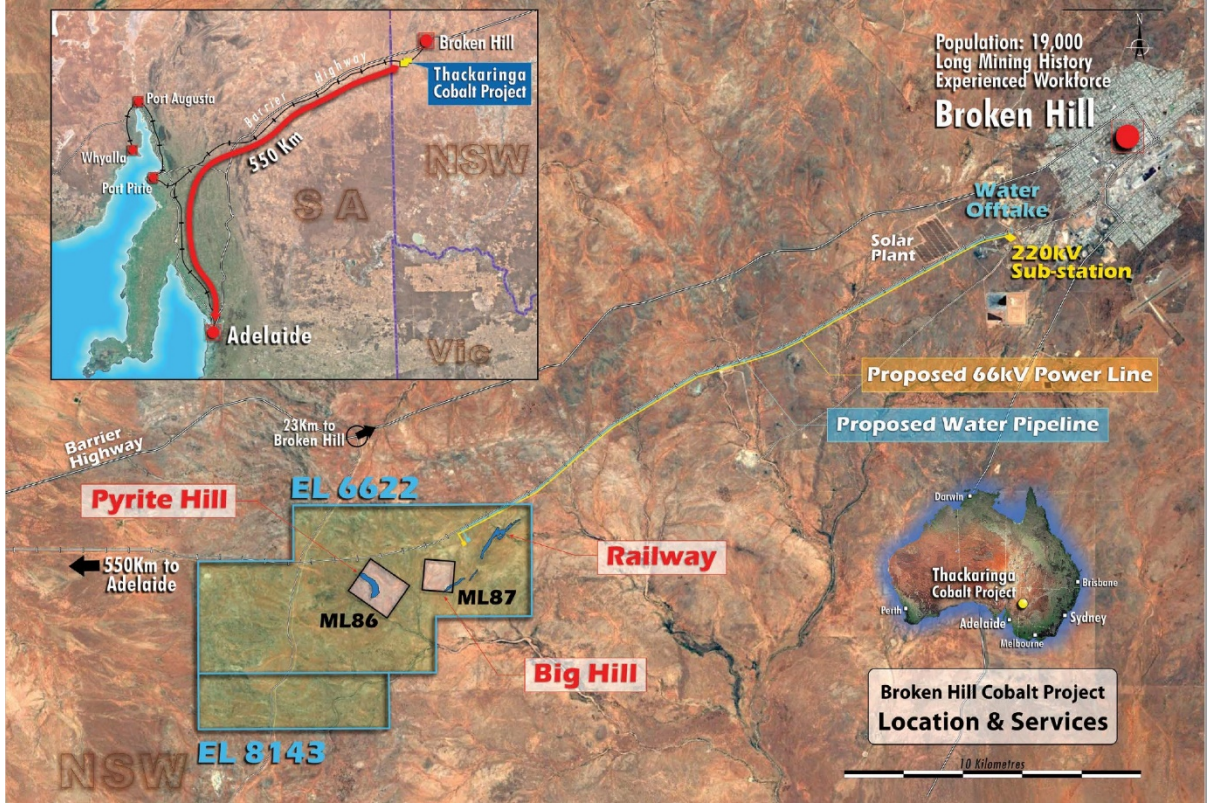 Broken Hill
Barrier Highway
Thackaringa
Cobalt Project
Port Augusta
550 Km
NSW
Whyalla
Port Pirie
SA
Adelaide
Vic
N
Population: 19,000
Long Mining History
Experienced Workforce
Broken Hill
Water
Offtake
Solar
Plant
220kV
Sub-station
Proposed 66kV Power Line
Proposed Water Pipeline
23Km to
Broken Hill
Barrier
Highway
Pyrite Hill
EL 6622
Railway
550Km to
Adelaide
ML86
ML87
Big Hill
EL 8143
NSW
Darwin
Thackaringa
Cobalt Project
Brisbane
Perth
Adelaide
Sydney
Melbourne
Broken Hill Cobalt Project
Location & Services
10 Kilometres